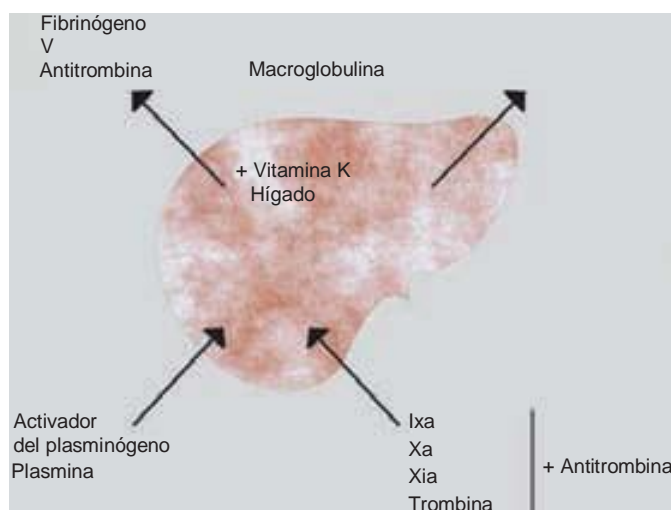 Fibrinógeno
V
Antitrombina
Macroglobulina
+ Vitamina K
Hígado
Activador
del plasminógeno
Plasmina
Ixa
Xa
Xia
Trombina
+ Antitrombina